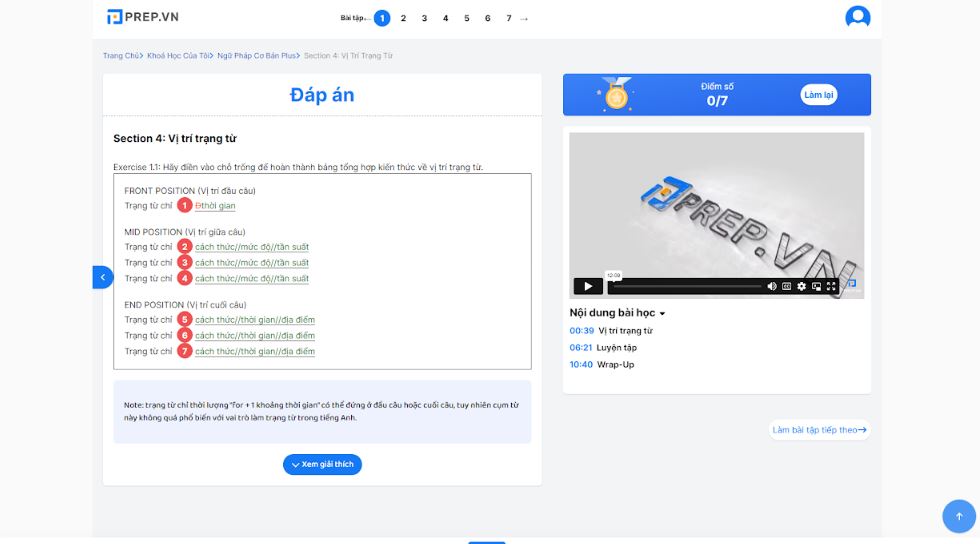 PREP.VN
Bài tập 1 2 3 4 5 6 7 →
Trang Chủ> Khoá Học Của Tôi> Ngữ Pháp Cơ Bản Plus> Section 4: Vị Trí Trạng Từ
Đáp án
Section 4: Vị trí trạng từ
Exercise 1.1: Hãy điền vào chỗ trống để hoàn thành bảng tổng hợp kiến thức về vị trí trạng từ.
FRONT POSITION (Vị trí đầu câu)
Trạng từ chỉ 1 Đthời gian
MID POSITION (Vị trí giữa câu)
Trạng từ chỉ 2 cách thức//mức độ//tần suất
Trạng từ chỉ 3 cách thức//mức độ//tần suất
Trạng từ chỉ 4 cách thức//mức độ//tần suất
END POSITION (Vị trí cuối câu)
Trạng từ chỉ 5 cách thức//thời gian//địa điểm
Trạng từ chỉ 6 cách thức//thời gian//địa điểm
Trạng từ chỉ 7 cách thức//thời gian//địa điểm
Note: trạng từ chỉ thời lượng "for + 1 khoảng thời gian" có thể đứng ở đầu câu hoặc cuối câu, tuy nhiên cụm từ
này không quá phổ biến với vai trò làm trạng từ trong tiếng Anh.
Xem giải thích
Điểm số
0/7
Làm lại
PREP.VN
12:09
Nội dung bài học
00:39 Vị trí trạng từ
06:21 Luyện tập
10:40 Wrap-Up
Làm bài tập tiếp theo→